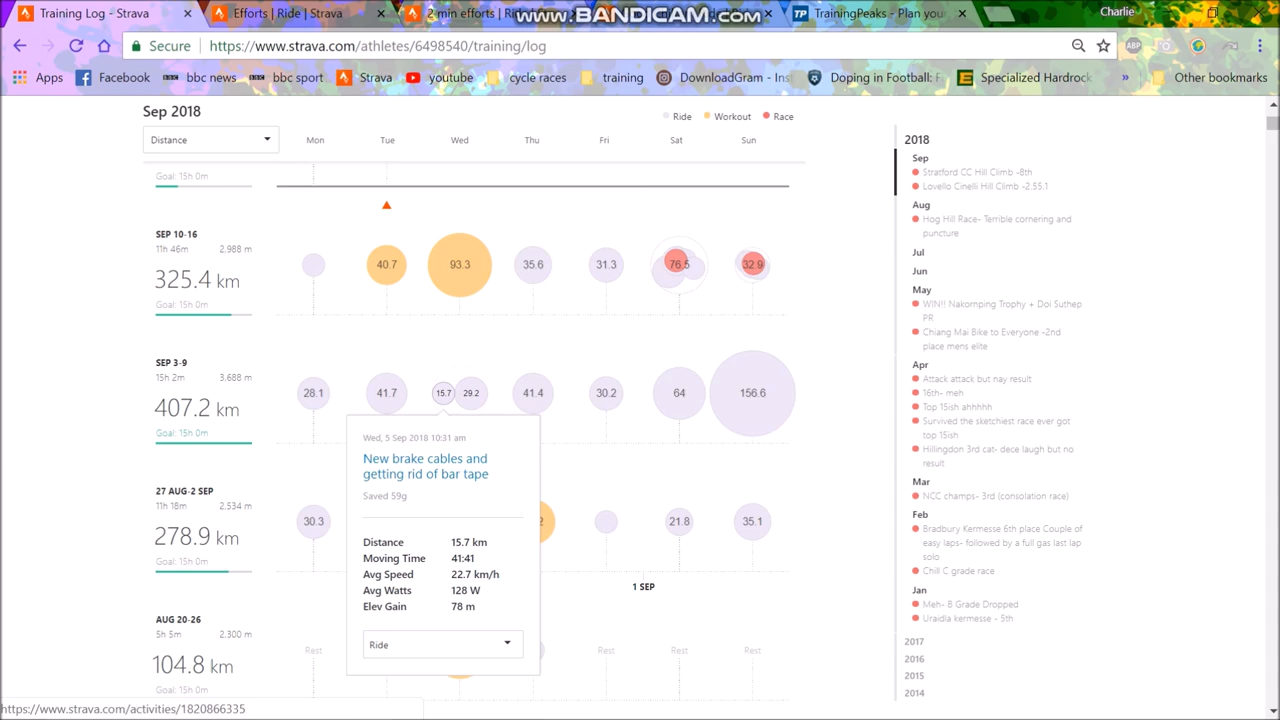 Training Log - Strava
Efforts | Ride | Strava
2 min efforts | Ri
TrainingPeaks - Plan you
Charlie
www.BANDICAM.com
Secure
https://www.strava.com/athletes/6498540/training/log
ABP
Apps
Facebook
bbc news
bbc sport
Strava
youtube
cycle races
training
DownloadGram - Ins
Doping in Football: F
Specialized Hardrock
»
Other bookmarks
Sep 2018
Ride
Workout
Race
Distance
Mon
Tue
Wed
Thu
Fri
Sat
Sun
Goal: 15h 0m
SEP 10-16
11h 46m 2.988 m
325.4 km
Goal: 15h 0m
40.7
93.3
35.6
31.3
76.5
32.9
SEP 3-9
15h 2m 3.688 m
407.2 km
Goal: 15h 0m
28.1
41.7
15.7
29.2
41.4
30.2
64
156.6
Wed, 5 Sep 2018 10:31 am
New brake cables and
getting rid of bar tape
Saved 59g
Distance 15.7 km
Moving Time 41:41
Avg Speed 22.7 km/h
Avg Watts 128 W
Elev Gain 78 m
Ride
27 AUG-2 SEP
11h 18m 2.534 m
278.9 km
Goal: 15h 0m
30.3
21.8
35.1
1 SEP
AUG 20-26
5h 5m 2.300 m
104.8 km
Goal: 15h 0m
Rest
Rest
Rest
Rest
2018
Sep
Stratford CC Hill Climb -8th
Lovello Cinelli Hill Climb -2.55.1
Aug
Hog Hill Race- Terrible cornering and
puncture
Jul
Jun
May
WIN!! Nakornping Trophy + Doi Suthep
PR
Chiang Mai Bike to Everyone -2nd
place mens elite
Apr
Attack attack but nay result
16th- meh
Top 15ish ahhhhh
Survived the sketchiest race ever got
top 15ish
Hillingdon 3rd cat- dece laugh but no
result
Mar
NCC champs- 3rd (consolation race)
Feb
Bradbury Kermesse 6th place Couple of
easy laps- followed by a full gas last lap
solo
Chill C grade race
Jan
Meh- B Grade Dropped
Uraidla kermesse - 5th
2017
2016
2015
2014
https://www.strava.com/activities/1820866335